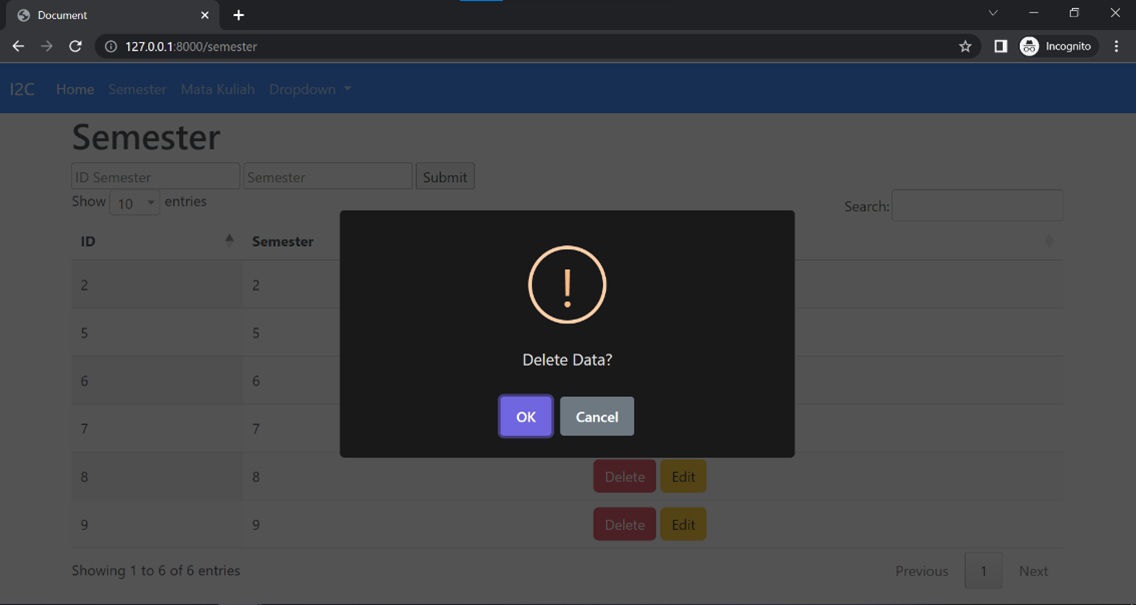 Document
127.0.0.1:8000/semester
Incognito
I2C Home Semester Mata Kuliah Dropdown
Semester
ID Semester Semester Submit
Show 10 entries
Search:
ID Semester
2 2
5 5
6 6
7 7
8 8 Delete Edit
9 9 Delete Edit
Showing 1 to 6 of 6 entries
Previous 1 Next
!
Delete Data?
OK Cancel